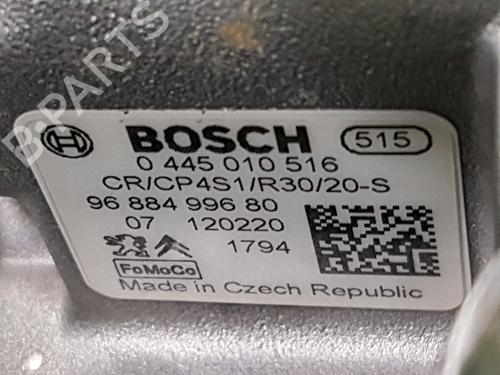 B-PARTS
BOSCH 515
0 445 010 516
CR/CP4S1/R30/20-S
96 884 996 80
07 120220
1794
FoMoCo
Made in Czech Republic